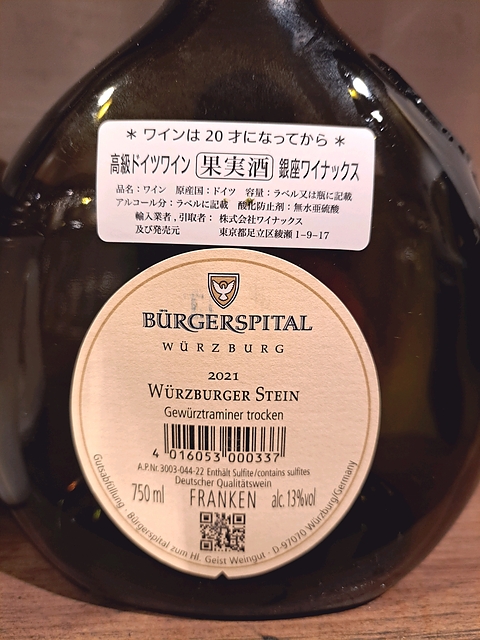 ＊ ワインは 20 才になってから ＊
高級ドイツワイン 果実酒 銀座ワイナックス
品名：ワイン 原産国：ドイツ 容量：ラベル又は瓶に記載
アルコール分：ラベルに記載 酸化防止剤：無水亜硫酸
輸入業者，引取者： 株式会社ワイナックス
及び発売元 東京都足立区綾瀬 1−9−17
BÜRGERSPITAL
WÜRZBURG
2021
WÜRZBURGER STEIN
Gewürztraminer trocken
4 016053 000337
A.P.Nr. 3003-044-22 Enthält Sulfite/contains sulfites
Deutscher Qualitätswein
750 ml FRANKEN alc. 13%vol
Gutsabfüllung · Bürgerspital zum Hl. Geist Weingut · D-97070 Würzburg/Germany